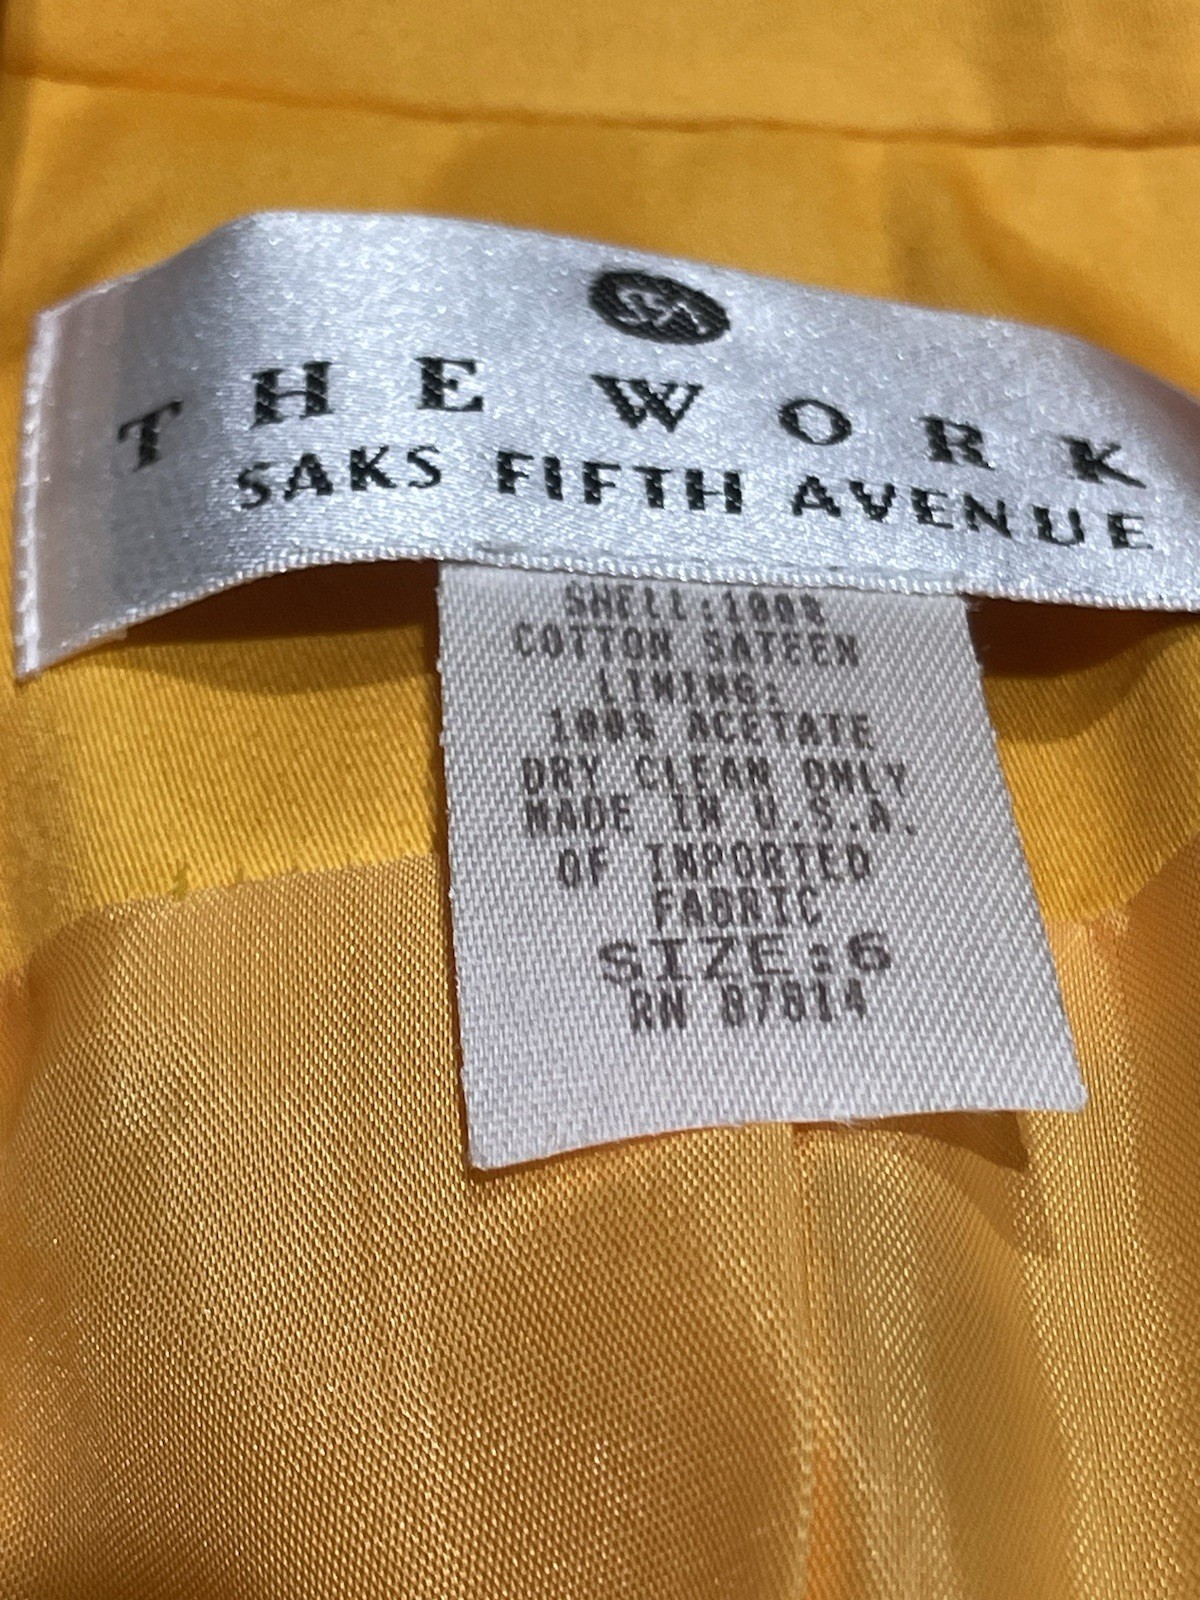 SFA
THE WORK
SAKS FIFTH AVENUE
SHELL:100%
COTTON SATEEN
LINING:
100% ACETATE
DRY CLEAN ONLY
MADE IN U.S.A.
OF IMPORTED
FABRIC
SIZE:6
RN 87814